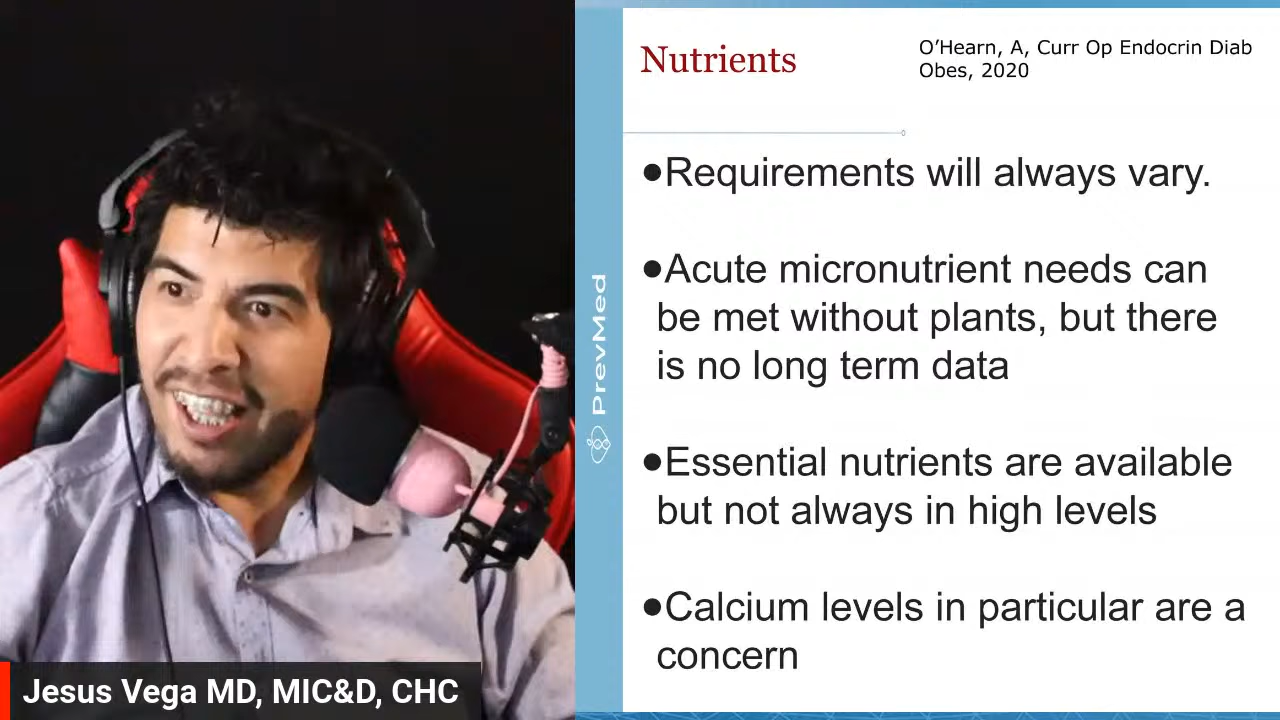 Nutrients
O’Hearn, A, Curr Op Endocrin Diab
Obes, 2020
●Requirements will always vary.
●Acute micronutrient needs can
be met without plants, but there
is no long term data
●Essential nutrients are available
but not always in high levels
●Calcium levels in particular are a
concern
PrevMed
Jesus Vega MD, MIC&D, CHC